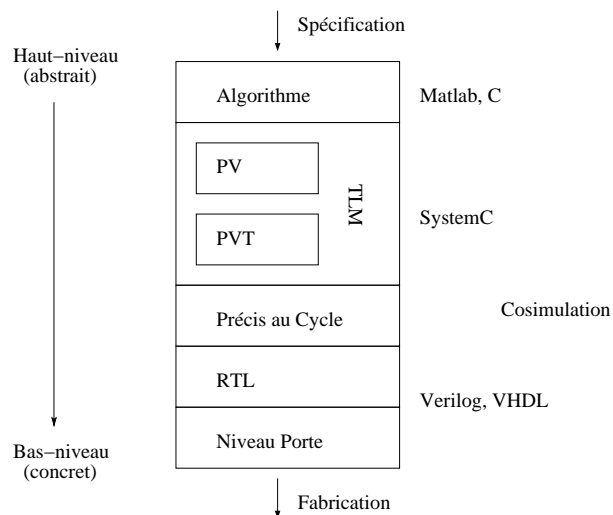 Spécification
Haut–niveau
(abstrait)
Algorithme
Matlab, C
PV
TLM
PVT
SystemC
Précis au Cycle
Cosimulation
RTL
Verilog, VHDL
Niveau Porte
Bas–niveau
(concret)
Fabrication